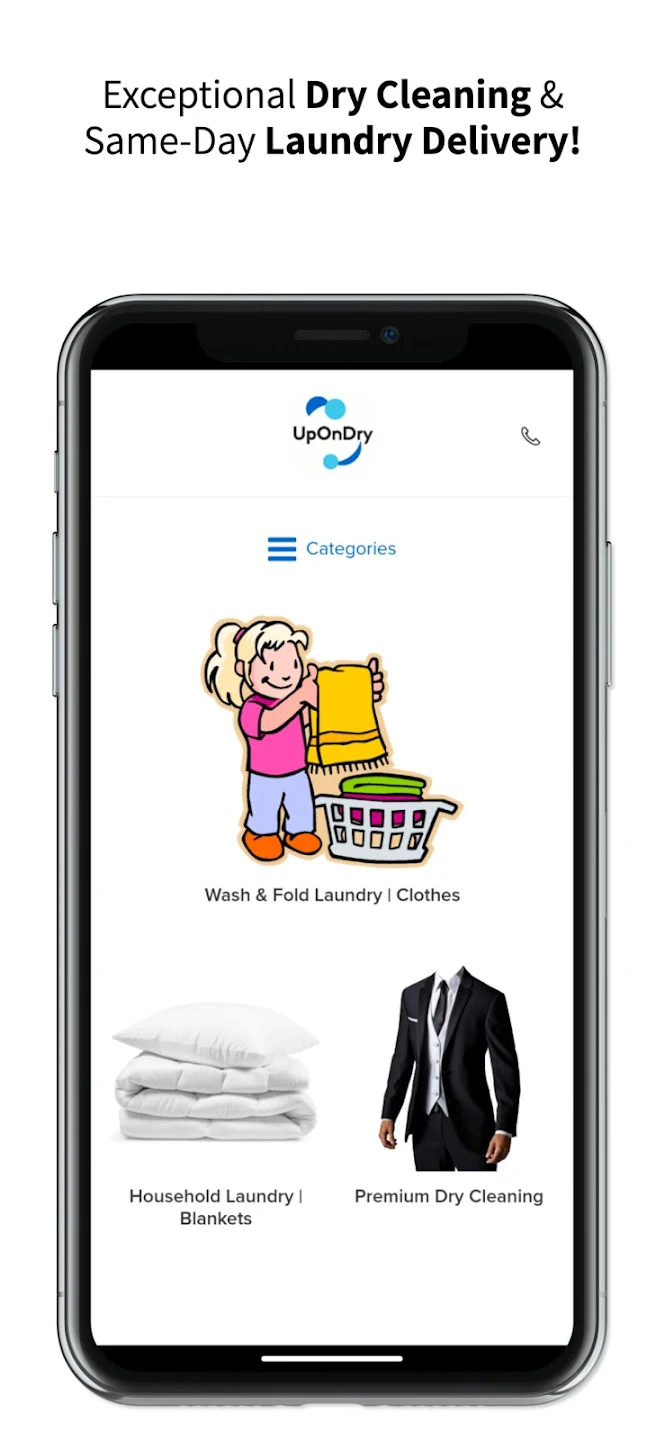 Exceptional Dry Cleaning &
Same-Day Laundry Delivery!
UpOnDry
Categories
Wash & Fold Laundry | Clothes
Household Laundry |
Blankets
Premium Dry Cleaning